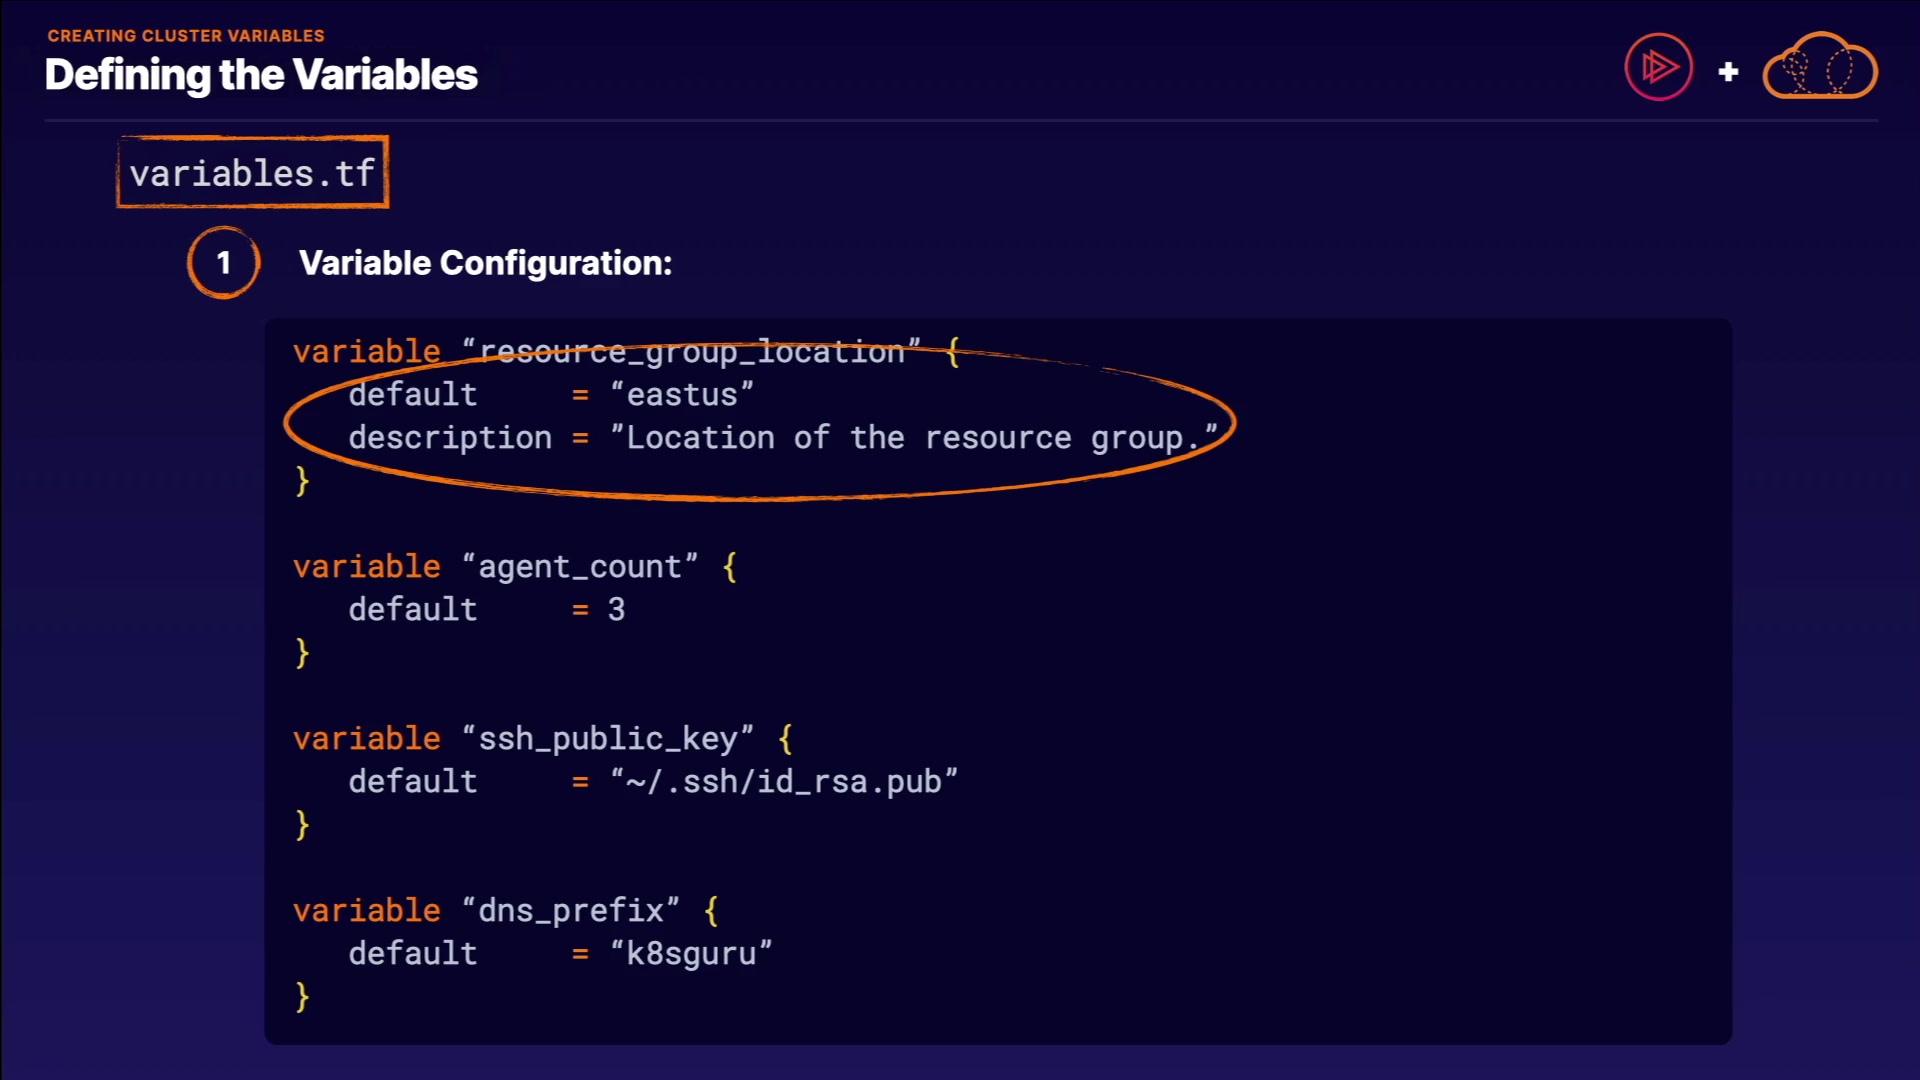 CREATING CLUSTER VARIABLES
Defining the Variables
+
variables.tf
1 Variable Configuration:
variable “resource_group_location” {
default = “eastus”
description = ”Location of the resource group.”
}
variable “agent_count” {
default = 3
}
variable “ssh_public_key” {
default = “~/.ssh/id_rsa.pub”
}
variable “dns_prefix” {
default = “k8sguru”
}